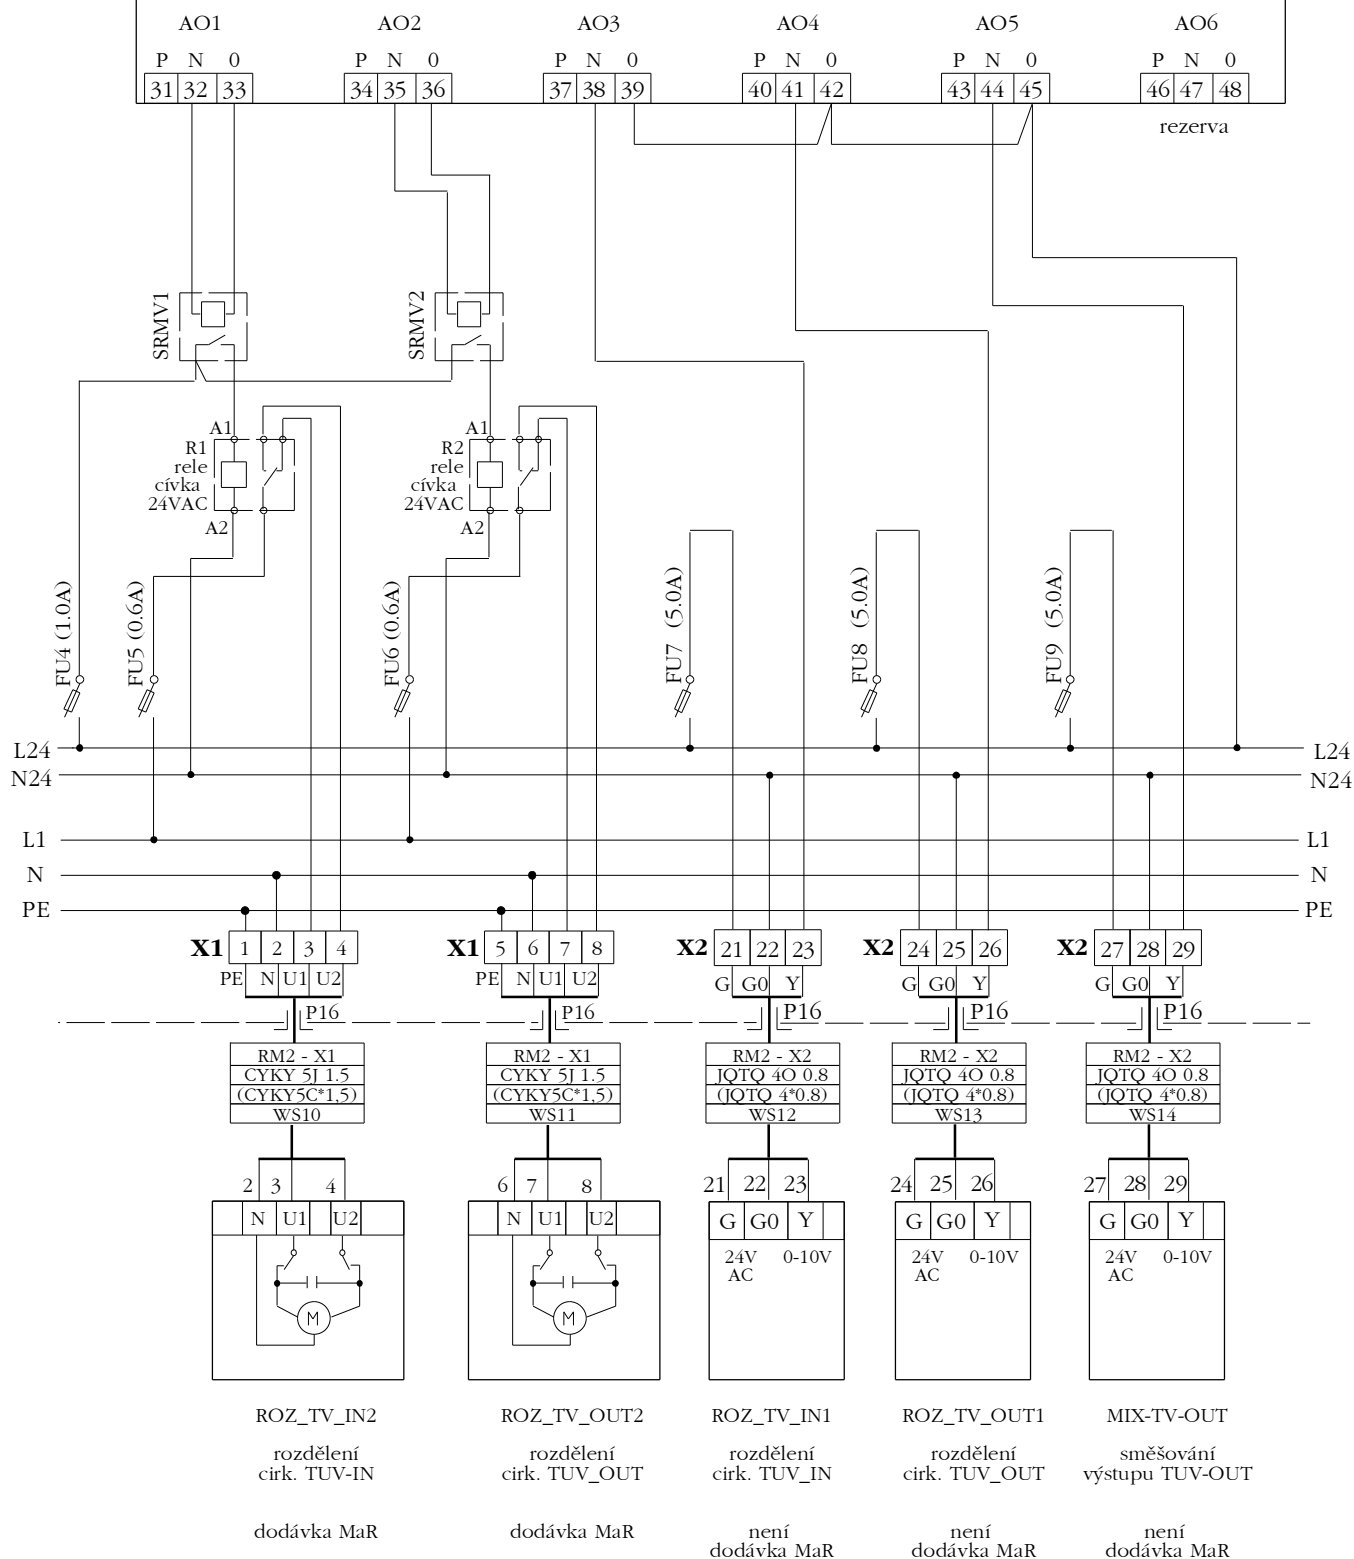 AO1 AO2 AO3 AO4 AO5 AO6
P N 0 P N 0 P N 0 P N 0 P N 0 P N 0
31 32 33 34 35 36 37 38 39 40 41 42 43 44 45 46 47 48
rezerva
SRMV1
SRMV2
A1
R1
rele
cívka
24VAC
A2
A1
R2
rele
cívka
24VAC
A2
FU4 (1.0A)
FU5 (0.6A)
FU6 (0.6A)
FU7 (5.0A)
FU8 (5.0A)
FU9 (5.0A)
L24 L24
N24 N24
L1 L1
N N
PE PE
X1 1 2 3 4 X1 5 6 7 8 X2 21 22 23 X2 24 25 26 X2 27 28 29
PE N U1 U2 PE N U1 U2 G G0 Y G G0 Y G G0 Y
P16 P16 P16 P16 P16
RM2 - X1 RM2 - X1 RM2 - X2 RM2 - X2 RM2 - X2
CYKY 5J 1.5 CYKY 5J 1.5 JQTQ 4O 0.8 JQTQ 4O 0.8 JQTQ 4O 0.8
(CYKY5C*1,5) (CYKY5C*1,5) (JQTQ 4*0.8) (JQTQ 4*0.8) (JQTQ 4*0.8)
WS10 WS11 WS12 WS13 WS14
2 3 4 6 7 8 21 22 23 24 25 26 27 28 29
N U1 U2 N U1 U2 G G0 Y G G0 Y G G0 Y
24V 0-10V 24V 0-10V 24V 0-10V
AC AC AC
M M
ROZ_TV_IN2 ROZ_TV_OUT2 ROZ_TV_IN1 ROZ_TV_OUT1 MIX-TV-OUT
rozdělení rozdělení rozdělení rozdělení směšování
cirk. TUV-IN cirk. TUV_OUT cirk. TUV_IN cirk. TUV_OUT výstupu TUV-OUT
dodávka MaR dodávka MaR není není není
dodávka MaR dodávka MaR dodávka MaR